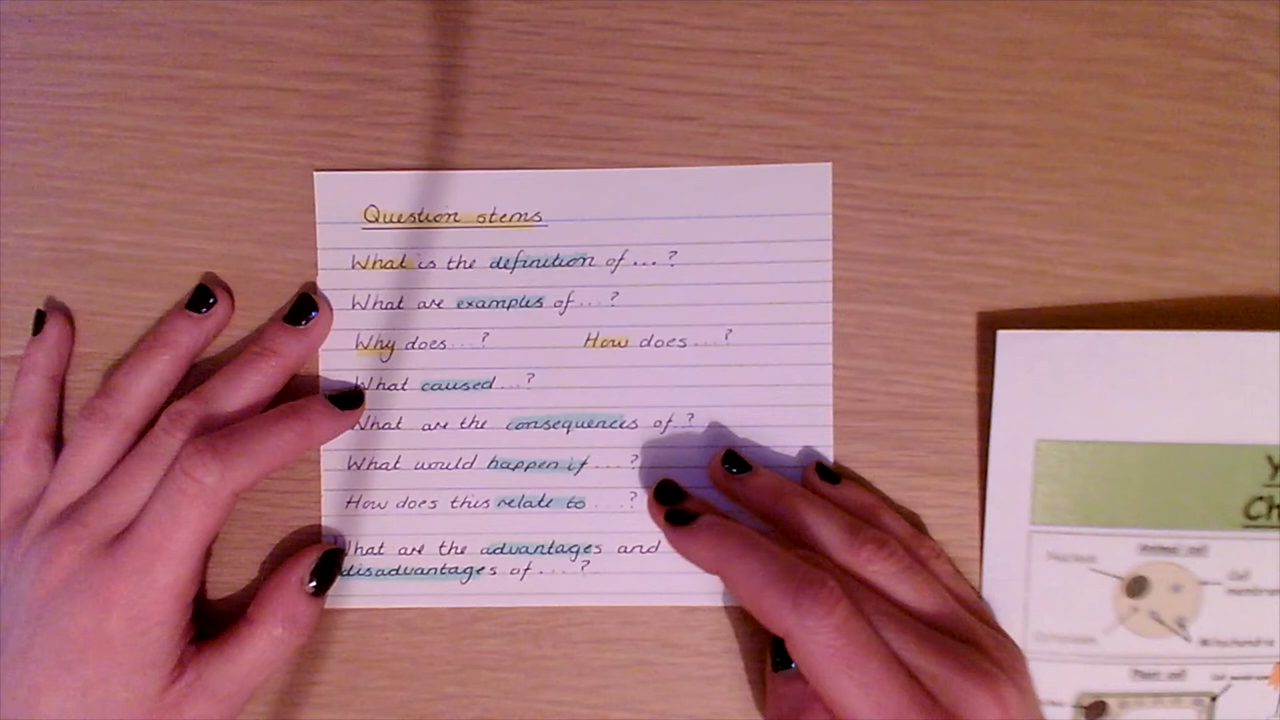 Question stems
What is the definition of ... ?
What are examples of ... ?
Why does ... ? How does ... ?
What caused ... ?
What are the consequences of ?
What would happen if ... ?
How does this relate to ... ?
What are the advantages and
disadvantages of .... ?
Y
Ch
Animal cell
Nucleus
Cell
membrane
Cytoplasm
Mitochondria
Plant cell